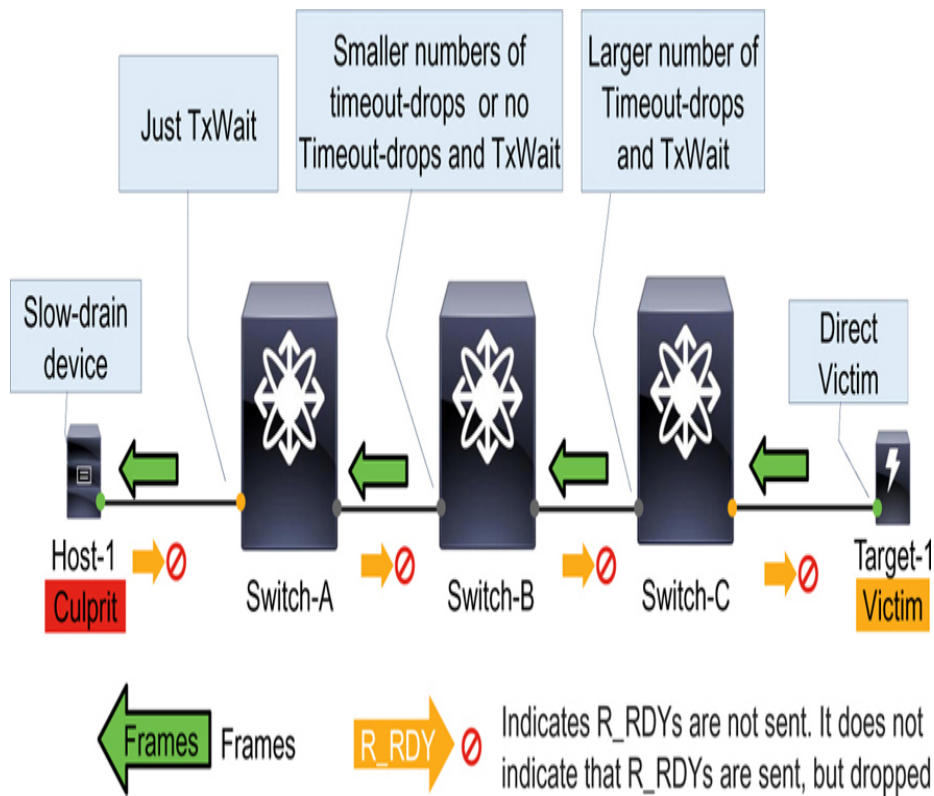 Just TxWait
Smaller numbers of
timeout-drops or no
Timeout-drops and TxWait
Larger number of
Timeout-drops
and TxWait
Slow-drain
device
Direct
Victim
Host-1
Culprit
Switch-A
Switch-B
Switch-C
Target-1
Victim
Frames
Frames
R_RDY
Indicates R_RDYs are not sent. It does not
indicate that R_RDYs are sent, but dropped